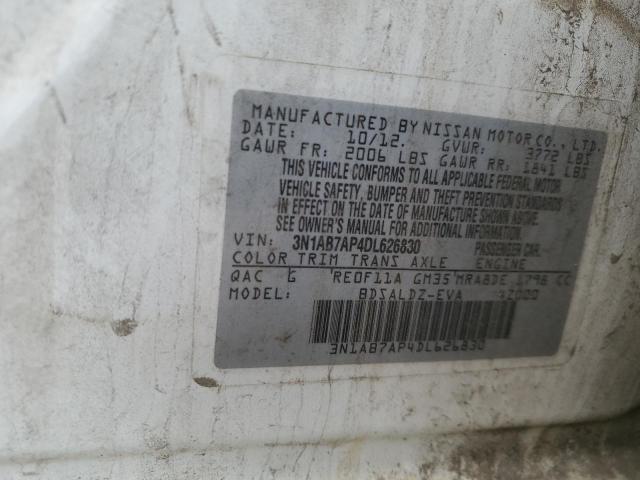 MANUFACTURED BY NISSAN MOTOR CO., LTD.
DATE: 10/12. GVWR: 3772 LBS
GAWR FR: 2006 LBS GAWR RR: 1841 LBS
THIS VEHICLE CONFORMS TO ALL APPLICABLE FEDERAL MOTOR
VEHICLE SAFETY, BUMPER AND THEFT PREVENTION STANDARDS
IN EFFECT ON THE DATE OF MANUFACTURE SHOWN ABOVE.
SEE OWNER'S MANUAL FOR ADDITIONAL INFORMATION.
VIN: 3N1AB7AP4DL626830 PASSENGER CAR.
COLOR TRIM TRANS AXLE ENGINE
QAC G RE0F11A GM35 MRA8DE 1798 CC
MODEL: BDSALDZ-EVA
3N1AB7AP4DL626830